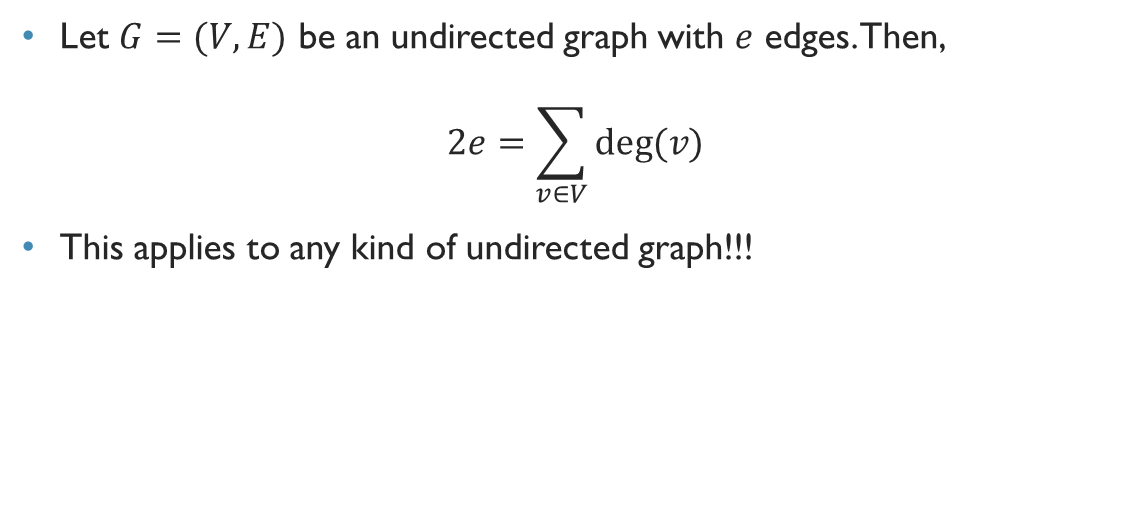 • Let G = (V, E) be an undirected graph with e edges. Then,
2e = ∑ deg(v)
v∈V
• This applies to any kind of undirected graph!!!